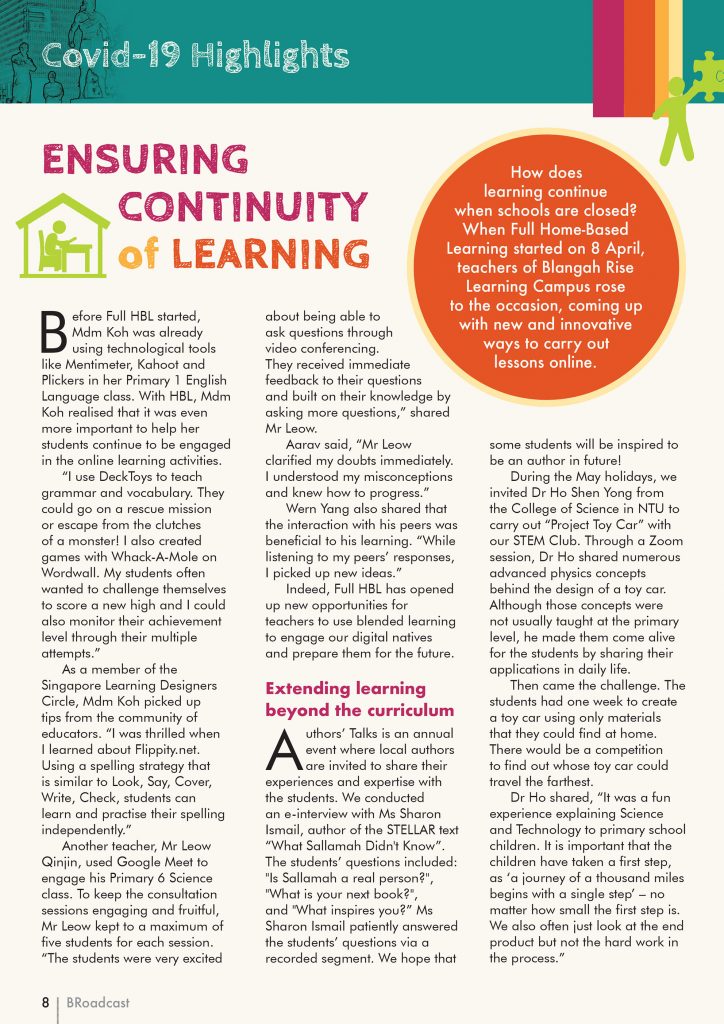 Covid-19 Highlights
C
ENSURING
CONTINUITY
of LEARNING
How does
learning continue
when schools are closed?
When Full Home-Based
Learning started on 8 April,
teachers of Blangah Rise
Learning Campus rose
to the occasion, coming up
with new and innovative
ways to carry out
lessons online.
Before Full HBL started,
Mdm Koh was already
using technological tools
like Mentimeter, Kahoot and
Plickers in her Primary 1 English
Language class. With HBL, Mdm
Koh realised that it was even
more important to help her
students continue to be engaged
in the online learning activities.
“I use DeckToys to teach
grammar and vocabulary. They
could go on a rescue mission
or escape from the clutches
of a monster! I also created
games with Whack-A-Mole on
Wordwall. My students often
wanted to challenge themselves
to score a new high and I could
also monitor their achievement
level through their multiple
attempts.”
As a member of the
Singapore Learning Designers
Circle, Mdm Koh picked up
tips from the community of
educators. “I was thrilled when
I learned about Flippity.net.
Using a spelling strategy that
is similar to Look, Say, Cover,
Write, Check, students can
learn and practise their spelling
independently.”
Another teacher, Mr Leow
Qinjin, used Google Meet to
engage his Primary 6 Science
class. To keep the consultation
sessions engaging and fruitful,
Mr Leow kept to a maximum of
five students for each session.
“The students were very excited
about being able to
ask questions through
video conferencing.
They received immediate
feedback to their questions
and built on their knowledge by
asking more questions,” shared
Mr Leow.
Aarav said, “Mr Leow
clarified my doubts immediately.
I understood my misconceptions
and knew how to progress.”
Wern Yang also shared that
the interaction with his peers was
beneficial to his learning. “While
listening to my peers’ responses,
I picked up new ideas.”
Indeed, Full HBL has opened
up new opportunities for
teachers to use blended learning
to engage our digital natives
and prepare them for the future.
Extending learning
beyond the curriculum
Authors’ Talks is an annual
event where local authors
are invited to share their
experiences and expertise with
the students. We conducted
an e-interview with Ms Sharon
Ismail, author of the STELLAR text
“What Sallamah Didn't Know”.
The students’ questions included:
"Is Sallamah a real person?",
"What is your next book?",
and "What inspires you?” Ms
Sharon Ismail patiently answered
the students’ questions via a
recorded segment. We hope that
some students will be inspired to
be an author in future!
During the May holidays, we
invited Dr Ho Shen Yong from
the College of Science in NTU to
carry out “Project Toy Car” with
our STEM Club. Through a Zoom
session, Dr Ho shared numerous
advanced physics concepts
behind the design of a toy car.
Although those concepts were
not usually taught at the primary
level, he made them come alive
for the students by sharing their
applications in daily life.
Then came the challenge. The
students had one week to create
a toy car using only materials
that they could find at home.
There would be a competition
to find out whose toy car could
travel the farthest.
Dr Ho shared, “It was a fun
experience explaining Science
and Technology to primary school
children. It is important that the
children have taken a first step,
as ‘a journey of a thousand miles
begins with a single step’ – no
matter how small the first step is.
We also often just look at the end
product but not the hard work in
the process.”
8 BRoadcast